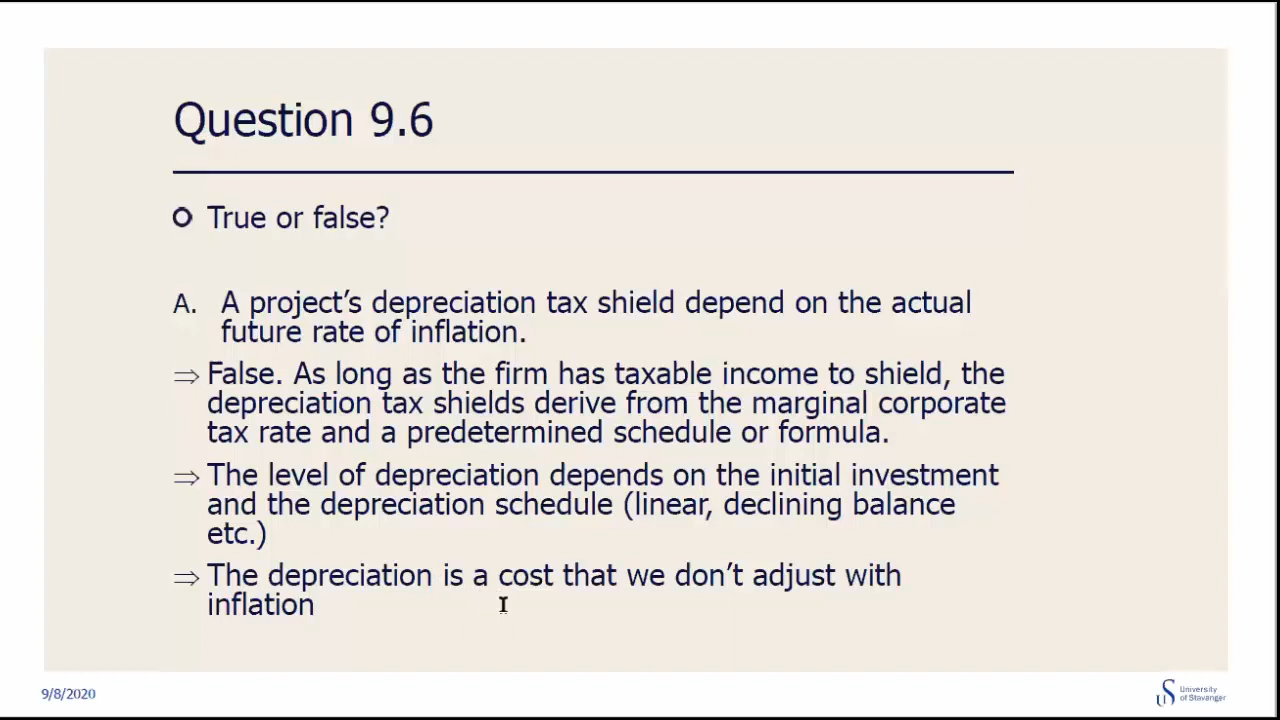 Question 9.6
True or false?
A. A project’s depreciation tax shield depend on the actual
future rate of inflation.
⇒ False. As long as the firm has taxable income to shield, the
depreciation tax shields derive from the marginal corporate
tax rate and a predetermined schedule or formula.
⇒ The level of depreciation depends on the initial investment
and the depreciation schedule (linear, declining balance
etc.)
⇒ The depreciation is a cost that we don’t adjust with
inflation
9/8/2020
University
of Stavanger